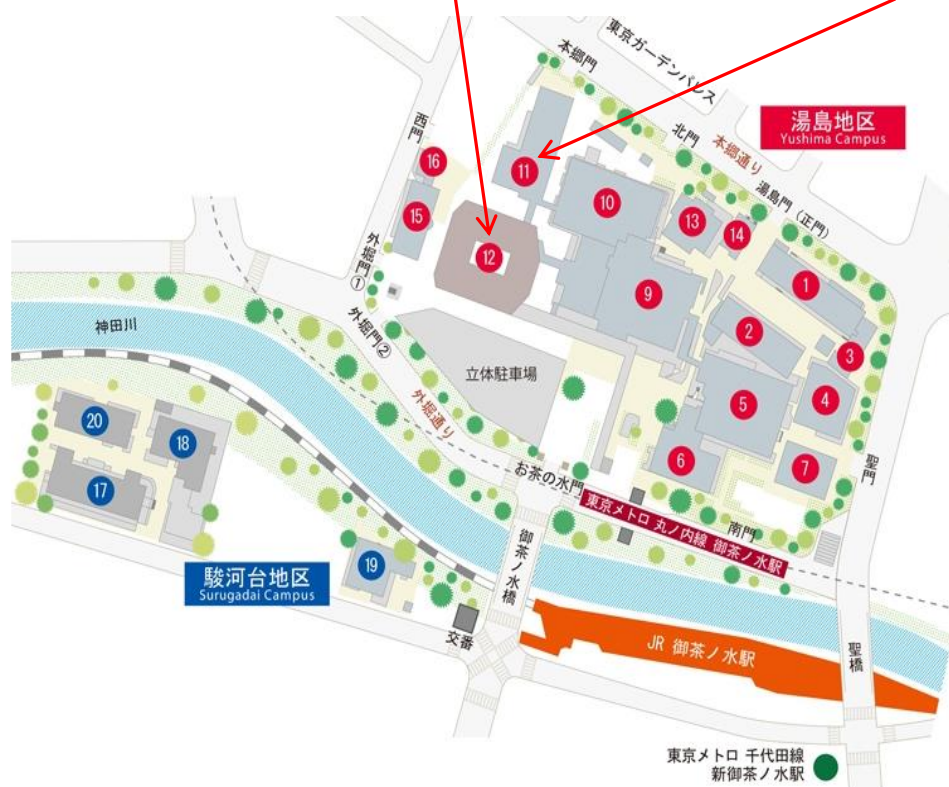 東京ガーデンパレス
本郷門
北門
本郷通り
湯島門（正門）
湯島地区
Yushima Campus
西門
16
15
11
12
10
13
14
1
2
3
9
4
5
6
7
外堀門①
外堀門②
神田川
立体駐車場
外堀通り
お茶の水門
東京メトロ 丸ノ内線 御茶ノ水駅
南門
聖門
20
18
17
19
駿河台地区
Surugadai Campus
御茶ノ水橋
交番
JR 御茶ノ水駅
聖橋
東京メトロ 千代田線
新御茶ノ水駅